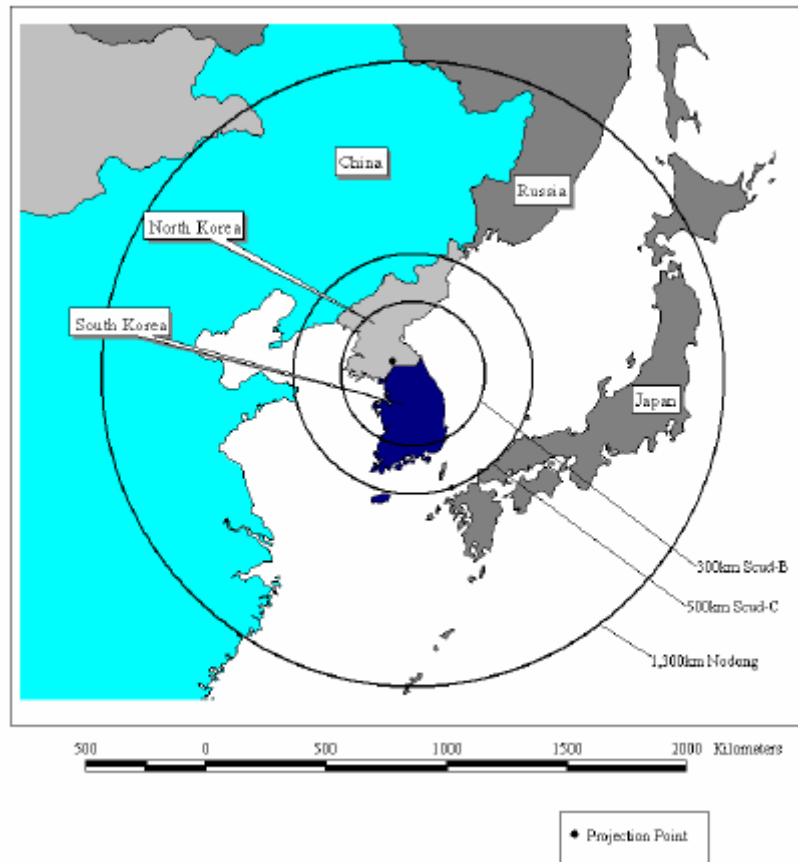 China
Russia
North Korea
South Korea
Japan
300km Scud-B
500km Scud-C
1,300km Nodong
500 0 500 1000 1500 2000 Kilometers
Projection Point